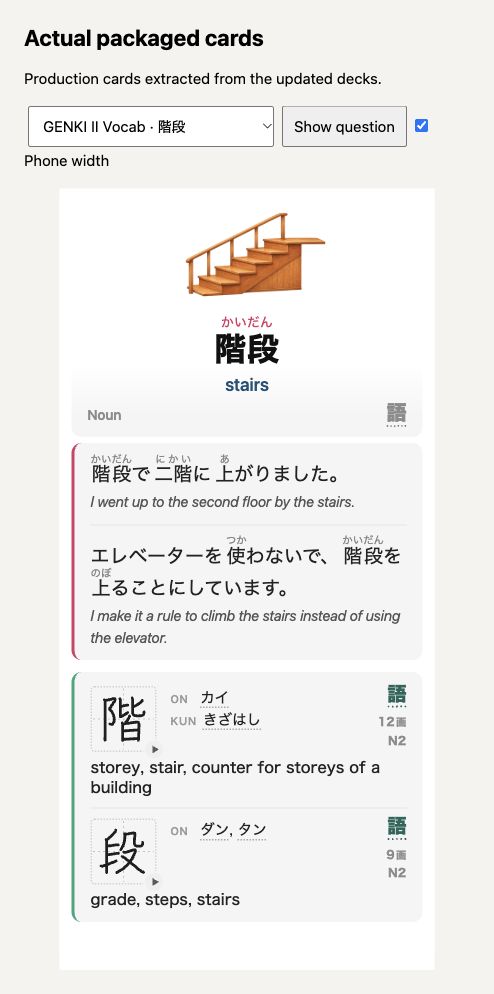 Actual packaged cards
Production cards extracted from the updated decks.
GENKI II Vocab · 階段
Show question
Phone width
かいだん
階段
stairs
Noun
語
かいだん にかい あ
階段で 二階に 上がりました。
I went up to the second floor by the stairs.
つか かいだん
エレベーターを 使わないで、 階段を
のぼ
上ることにしています。
I make it a rule to climb the stairs instead of using
the elevator.
階
ON カイ
KUN きざはし
語
12画
N2
storey, stair, counter for storeys of a
building
段
ON ダン, タン
語
9画
N2
grade, steps, stairs